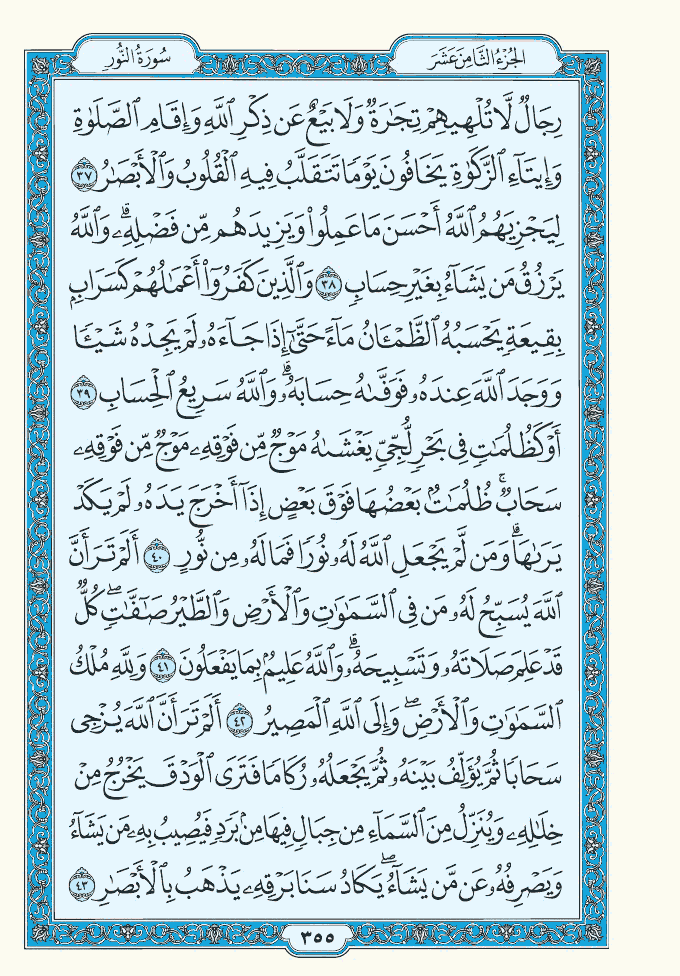 الجُزْءُ الثَّامِنَ عَشَرَ
سُورَةُ النُّورِ
رِجَالٌ لَّا تُلْهِيهِمْ تِجَٰرَةٌ وَلَا بَيْعٌ عَن ذِكْرِ ٱللَّهِ وَإِقَامِ ٱلصَّلَوٰةِ
وَإِيتَآءِ ٱلزَّكَوٰةِ يَخَافُونَ يَوْمًا تَتَقَلَّبُ فِيهِ ٱلْقُلُوبُ وَٱلْأَبْصَٰرُ ٣٧
لِيَجْزِيَهُمُ ٱللَّهُ أَحْسَنَ مَا عَمِلُوا۟ وَيَزِيدَهُم مِّن فَضْلِهِۦۗ وَٱللَّهُ
يَرْزُقُ مَن يَشَآءُ بِغَيْرِ حِسَابٍ ٣٨ وَٱلَّذِينَ كَفَرُوٓا۟ أَعْمَٰلُهُمْ كَسَرَابٍۭ
بِقِيعَةٍ يَحْسَبُهُ ٱلظَّمْـَٔانُ مَآءً حَتَّىٰٓ إِذَا جَآءَهُۥ لَمْ يَجِدْهُ شَيْـًٔا
وَوَجَدَ ٱللَّهَ عِندَهُۥ فَوَفَّىٰهُ حِسَابَهُۥۗ وَٱللَّهُ سَرِيعُ ٱلْحِسَابِ ٣٩
أَوْ كَظُلُمَٰتٍ فِى بَحْرٍ لُّجِّىٍّ يَغْشَىٰهُ مَوْجٌ مِّن فَوْقِهِۦ مَوْجٌ مِّن فَوْقِهِۦ
سَحَابٌۚ ظُلُمَٰتٌۢ بَعْضُهَا فَوْقَ بَعْضٍ إِذَآ أَخْرَجَ يَدَهُۥ لَمْ يَكَدْ
يَرَىٰهَاۗ وَمَن لَّمْ يَجْعَلِ ٱللَّهُ لَهُۥ نُورًا فَمَا لَهُۥ مِن نُّورٍ ٤٠ أَلَمْ تَرَ أَنَّ
ٱللَّهَ يُسَبِّحُ لَهُۥ مَن فِى ٱلسَّمَٰوَٰتِ وَٱلْأَرْضِ وَٱلطَّيْرُ صَٰٓفَّٰتٍۖ كُلٌّ
قَدْ عَلِمَ صَلَاتَهُۥ وَتَسْبِيحَهُۥۗ وَٱللَّهُ عَلِيمٌۢ بِمَا يَفْعَلُونَ ٤١ وَلِلَّهِ مُلْكُ
ٱلسَّمَٰوَٰتِ وَٱلْأَرْضِۖ وَإِلَى ٱللَّهِ ٱلْمَصِيرُ ٤٢ أَلَمْ تَرَ أَنَّ ٱللَّهَ يُزْجِى
سَحَابًا ثُمَّ يُؤَلِّفُ بَيْنَهُۥ ثُمَّ يَجْعَلُهُۥ رُكَامًا فَتَرَى ٱلْوَدْقَ يَخْرُجُ مِنْ
خِلَٰلِهِۦ وَيُنَزِّلُ مِنَ ٱلسَّمَآءِ مِن جِبَالٍ فِيهَا مِنۢ بَرَدٍ فَيُصِيبُ بِهِۦ مَن يَشَآءُ
وَيَصْرِفُهُۥ عَن مَّن يَشَآءُۖ يَكَادُ سَنَا بَرْقِهِۦ يَذْهَبُ بِٱلْأَبْصَٰرِ ٤٣
٣٥٥